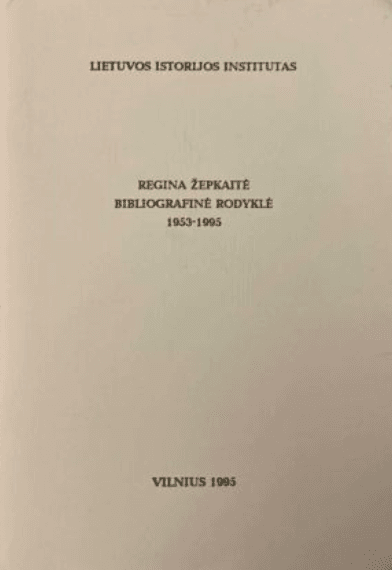 LIETUVOS ISTORIJOS INSTITUTAS
REGINA ŽEPKAITĖ
BIBLIOGRAFINĖ RODYKLĖ
1953-1995
VILNIUS 1995